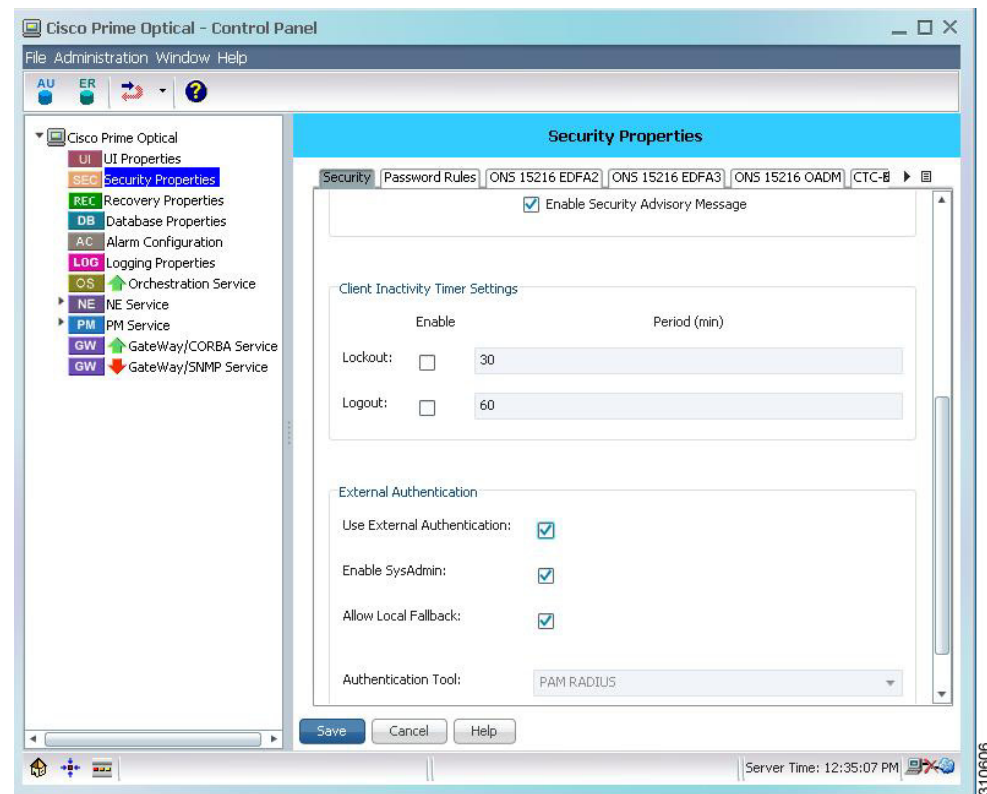 Cisco Prime Optical - Control Panel
File Administration Window Help
AU ER
Cisco Prime Optical
UI UI Properties
SEC Security Properties
REC Recovery Properties
DB Database Properties
AC Alarm Configuration
LOG Logging Properties
OS Orchestration Service
NE NE Service
PM PM Service
GW GateWay/CORBA Service
GW GateWay/SNMP Service
Security Properties
Security Password Rules ONS 15216 EDFA2 ONS 15216 EDFA3 ONS 15216 OADM CTC-B
Enable Security Advisory Message
Client Inactivity Timer Settings
Enable Period (min)
Lockout: 30
Logout: 60
External Authentication
Use External Authentication:
Enable SysAdmin:
Allow Local Fallback:
Authentication Tool: PAM RADIUS
Save Cancel Help
Server Time: 12:35:07 PM
310606